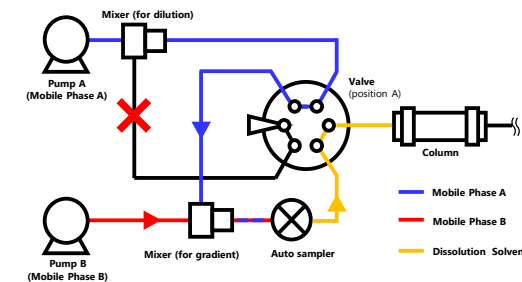 Mixer (for dilution)
Pump A
(Mobile Phase A)
Valve
(position A)
Column
Mobile Phase A
Mobile Phase B
Dissolution Solvent
Mixer (for gradient)
Auto sampler
Pump B
(Mobile Phase B)